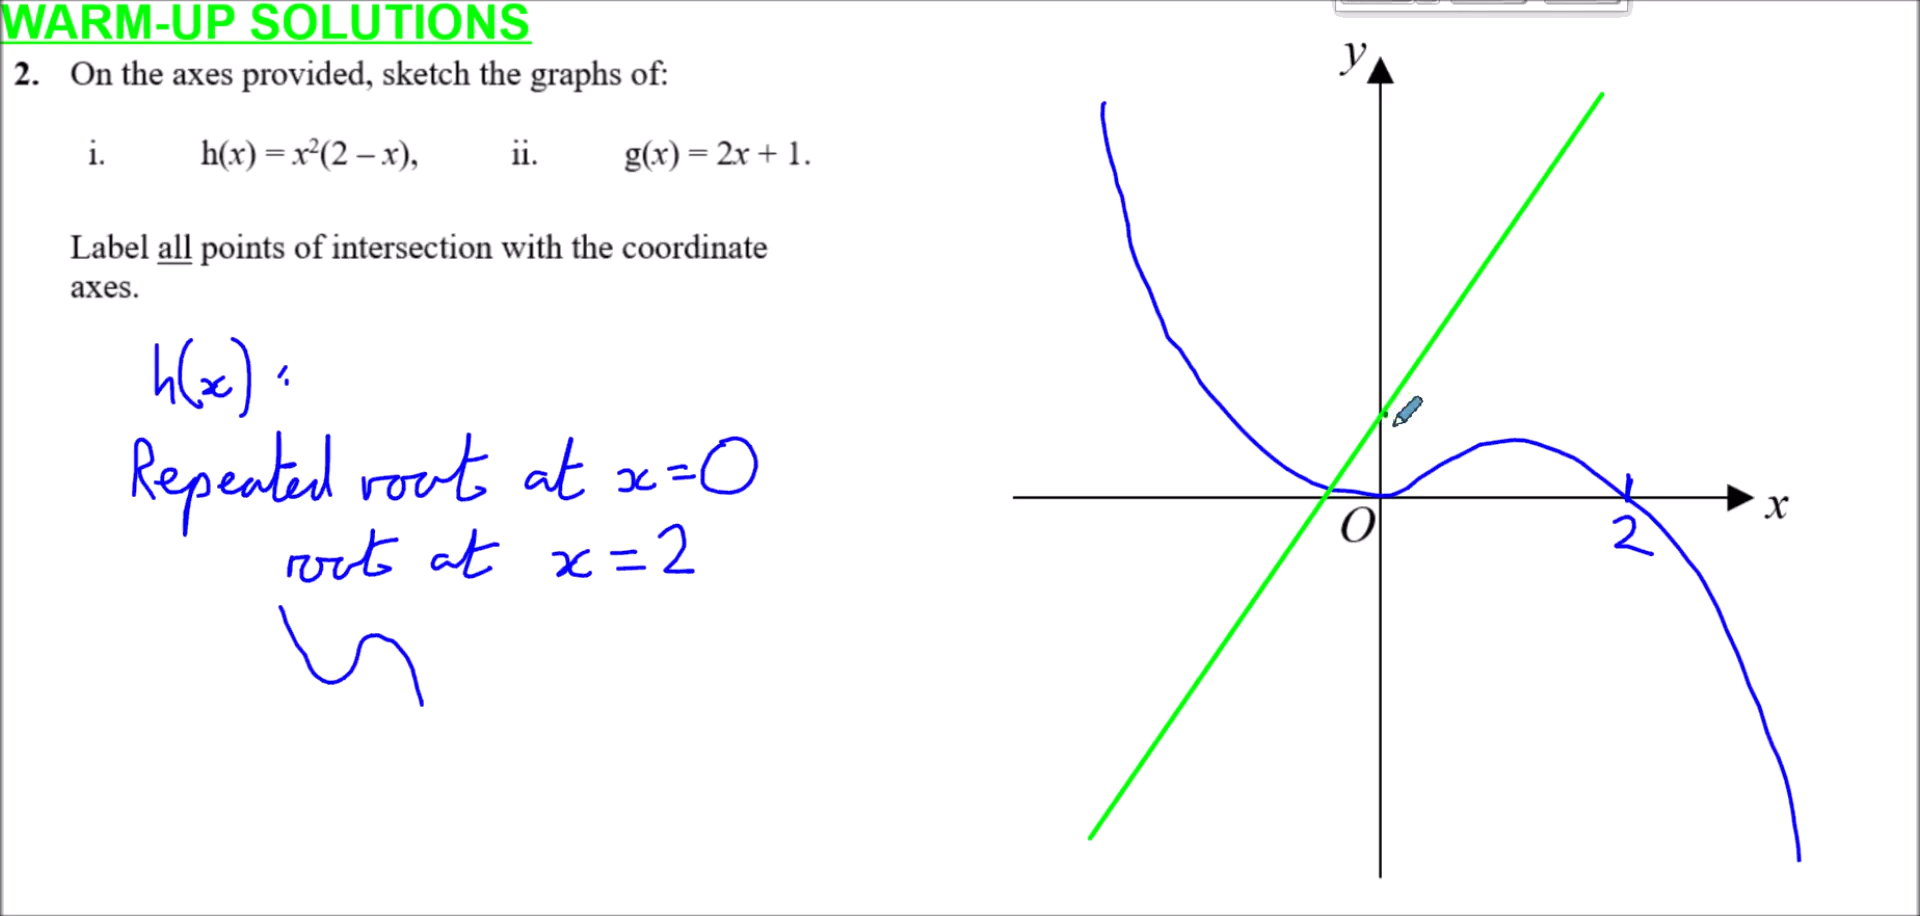 WARM-UP SOLUTIONS
2. On the axes provided, sketch the graphs of:
i. h(x) = x²(2 – x), ii. g(x) = 2x + 1.
Label all points of intersection with the coordinate
axes.
h(x) :
Repeated root at x=0
root at x = 2
y
x
O
2